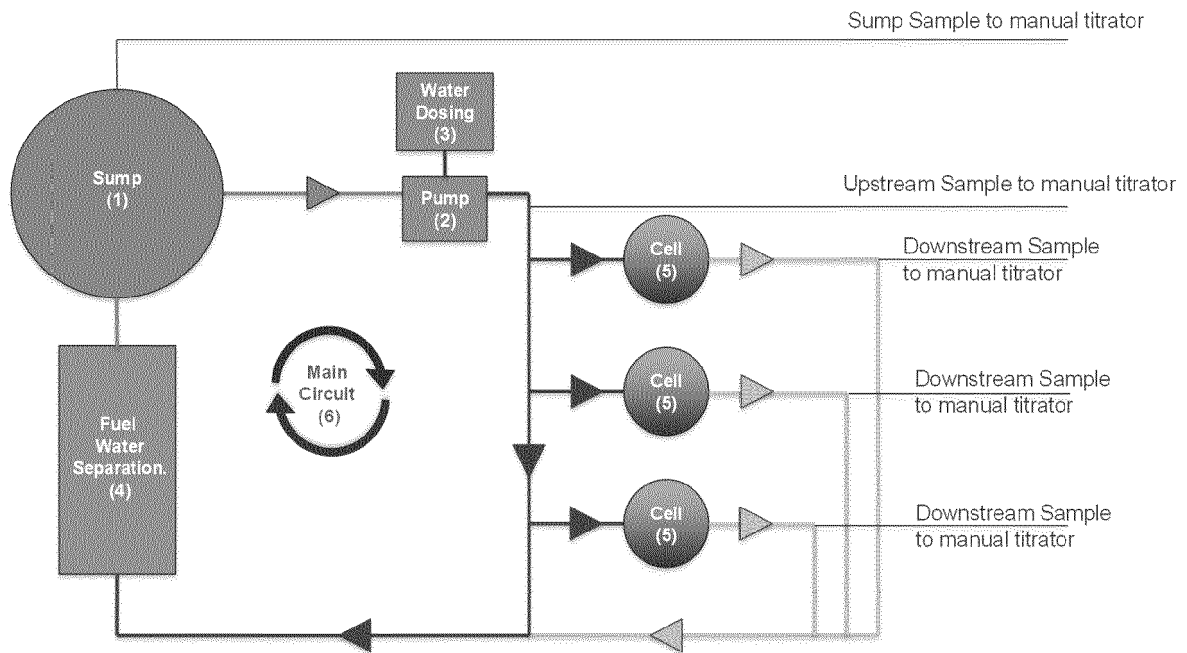 Sump Sample to manual titrator
Water
Dosing
(3)
Sump
(1)
Pump
(2)
Upstream Sample to manual titrator
Cell
(5)
Downstream Sample
to manual titrator
Main
Circuit
(6)
Cell
(5)
Downstream Sample
to manual titrator
Fuel
Water
Separation.
(4)
Cell
(5)
Downstream Sample
to manual titrator